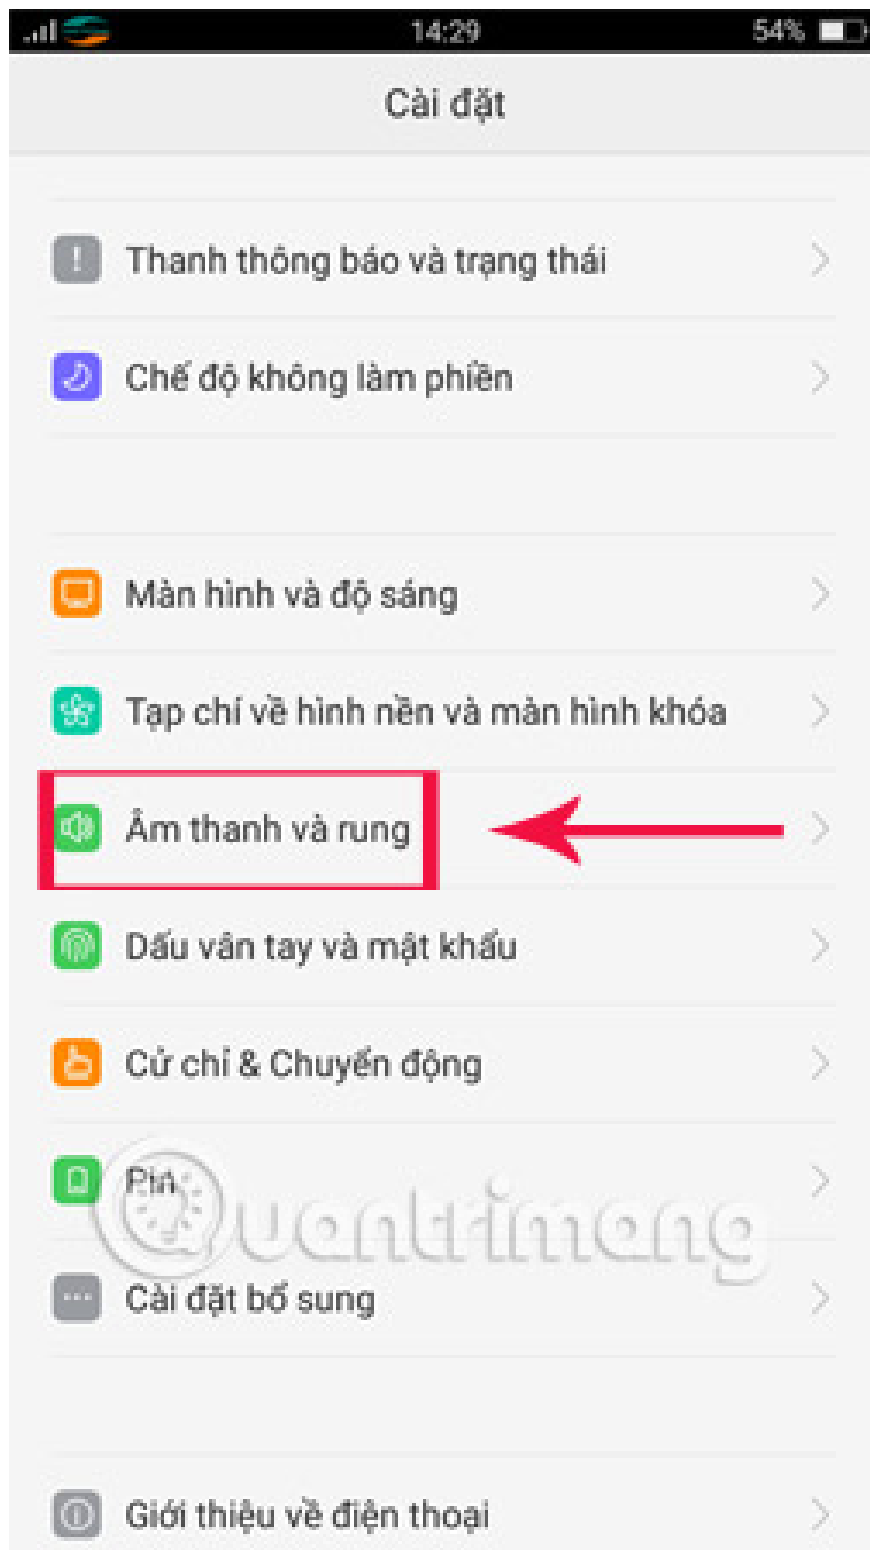 14:29
54%
Cài đặt
Thanh thông báo và trạng thái
Chế độ không làm phiền
Màn hình và độ sáng
Tạp chí về hình nền và màn hình khóa
Âm thanh và rung
Dấu vân tay và mật khẩu
Cử chỉ & Chuyển động
Pin
Quantrimang
Cài đặt bổ sung
Giới thiệu về điện thoại